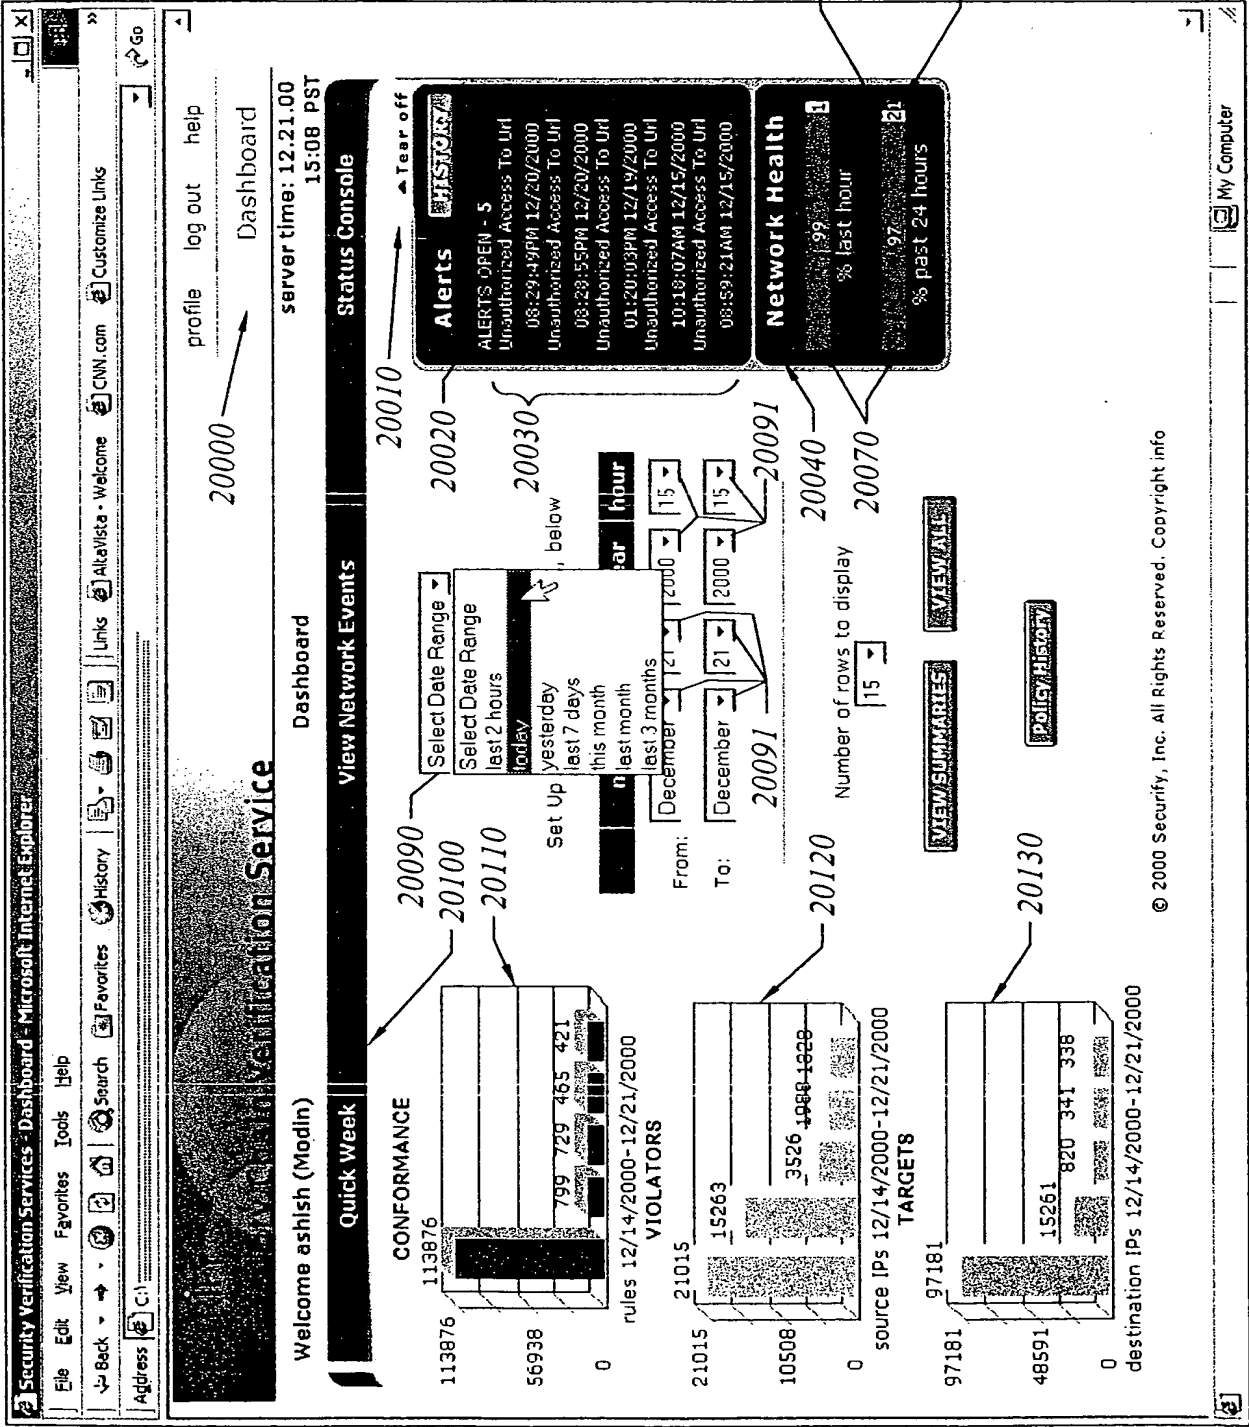 Security Verification Services - Dashboard - Microsoft Internet Explorer
File Edit View Favorites Tools Help
Back Search Favorites History Links AltaVista - Welcome CNN.com Customize Links »
Address C:\ Go
Verification Service
profile log out help
20000
Dashboard
Welcome ashish (Modin)
Dashboard
server time: 12.21.00
15:08 PST
Quick Week
View Network Events
Status Console
20100
CONFORMANCE
113876
56938
0
113876
799 729 465 421
20110
rules 12/14/2000-12/21/2000
VIOLATORS
21015
10508
0
21015
15263
3526
1988
1828
20120
source IPs 12/14/2000-12/21/2000
TARGETS
97181
48591
0
97181
15261
820 341 338
20130
destination IPs 12/14/2000-12/21/2000
20090
Select Date Range
Select Date Range
last 2 hours
today
yesterday
last 7 days
this month
last month
last 3 months
Set Up
, below
hour
From:
December 21 2000 15
To:
December 21 2000 15
20091
20091
Number of rows to display
15
VIEW SUMMARIES
VIEW ALL
Policy History
20010
Tear off
20020
Alerts
HISTORY
20030
ALERTS OPEN - 5
Unauthorized Access To Url
08:29:49PM 12/20/2000
Unauthorized Access To Url
08:28:55PM 12/20/2000
Unauthorized Access To Url
01:20:03PM 12/19/2000
Unauthorized Access To Url
10:18:07AM 12/15/2000
Unauthorized Access To Url
08:59:21AM 12/15/2000
20040
Network Health
99 1
% last hour
20070
97 21
% past 24 hours
© 2000 Securify, Inc. All Rights Reserved. Copyright info
My Computer